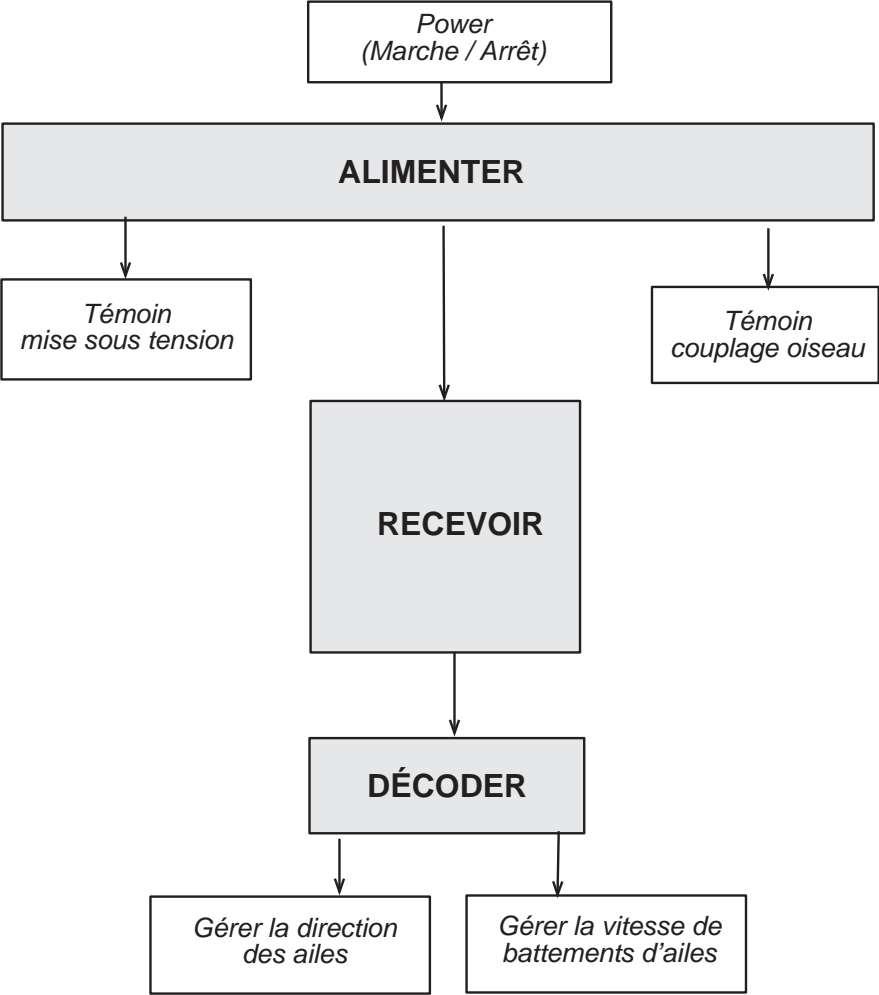 Power
(Marche / Arrêt)
ALIMENTER
Témoin
mise sous tension
Témoin
couplage oiseau
RECEVOIR
DÉCODER
Gérer la direction
des ailes
Gérer la vitesse de
battements d'ailes